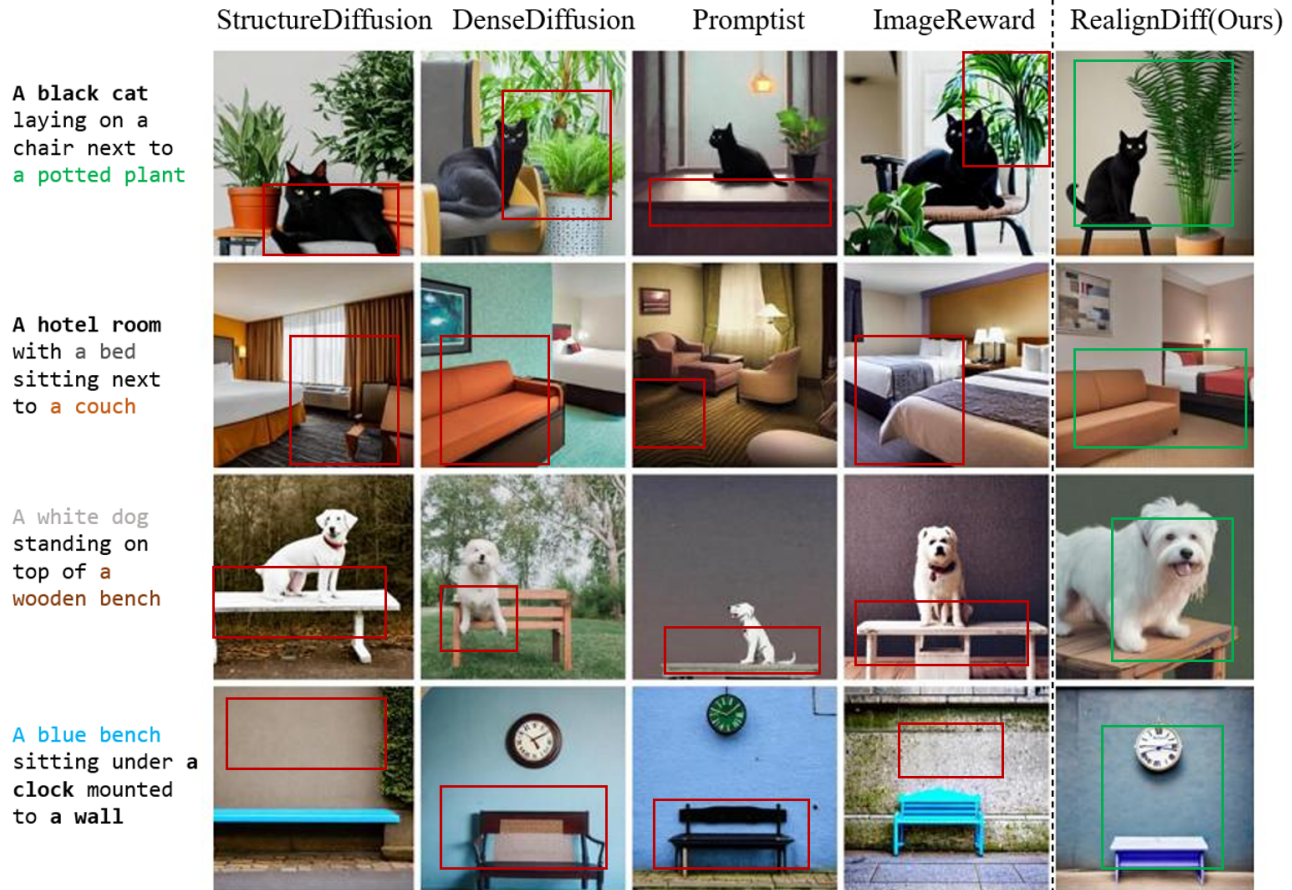 StructureDiffusion DenseDiffusion Promptist ImageReward RealignDiff(Ours)
A black cat
laying on a
chair next to
a potted plant
A hotel room
with a bed
sitting next
to a couch
A white dog
standing on
top of a
wooden bench
A blue bench
sitting under a
clock mounted
to a wall